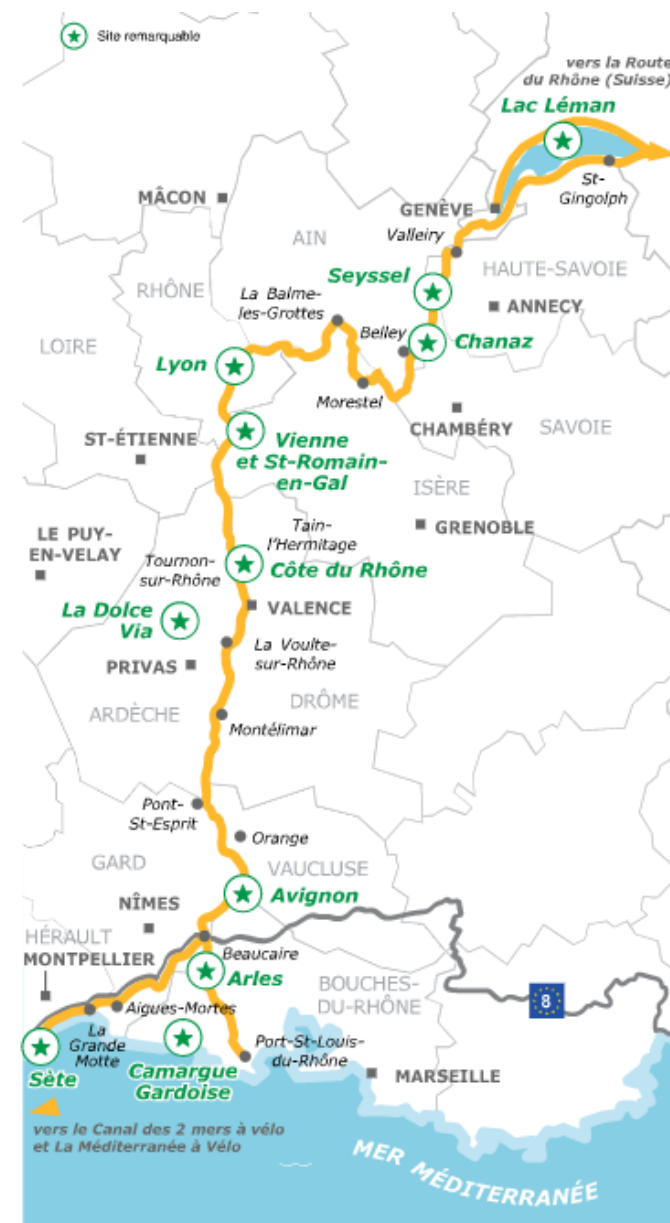 Site remarquable
vers la Route
du Rhône (Suisse)
Lac Léman
St-
Gingolph
MÂCON
GENÈVE
Valleiry
AIN
HAUTE-SAVOIE
Seyssel
RHÔNE
La Balme-
les-Grottes
ANNECY
Belley
Chanaz
LOIRE
Lyon
Morestel
CHAMBÉRY
SAVOIE
ST-ÉTIENNE
Vienne
et St-Romain-
en-Gal
ISÈRE
LE PUY-
EN-VELAY
Tain-
l'Hermitage
GRENOBLE
Tournon-
sur-Rhône
Côte du Rhône
La Dolce
Via
VALENCE
La Voulte-
sur-Rhône
PRIVAS
DRÔME
ARDÈCHE
Montélimar
Pont-
St-Esprit
Orange
GARD
VAUCLUSE
Avignon
NÎMES
HÉRAULT
MONTPELLIER
Beaucaire
Arles
BOUCHES-
DU-RHÔNE
8
Aigues-Mortes
La
Grande
Motte
Port-St-Louis-
du-Rhône
Sète
Camargue
Gardoise
MARSEILLE
vers le Canal des 2 mers à vélo
et La Méditerranée à Vélo
MER MÉDITERRANÉE